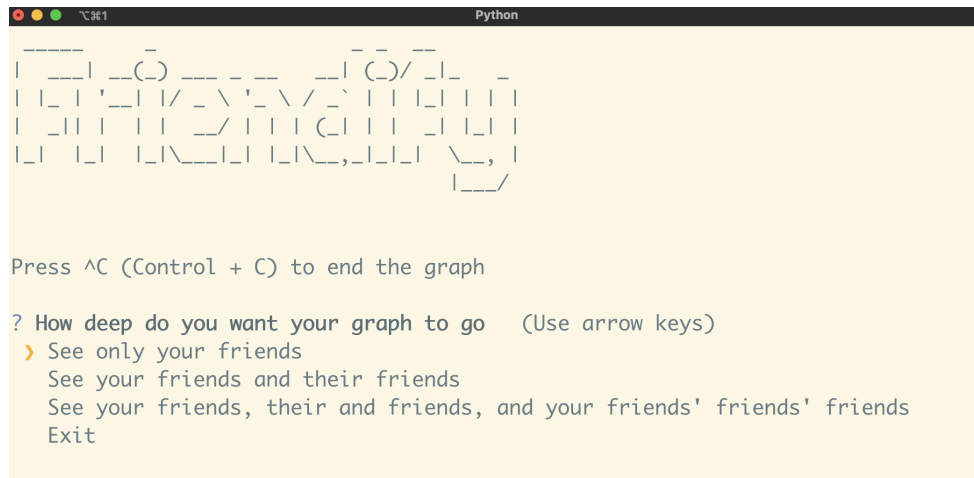 ⌥⌘1 Python
Friendify
Press ^C (Control + C) to end the graph
? How deep do you want your graph to go (Use arrow keys)
❯ See only your friends
See your friends and their friends
See your friends, their and friends, and your friends' friends' friends
Exit